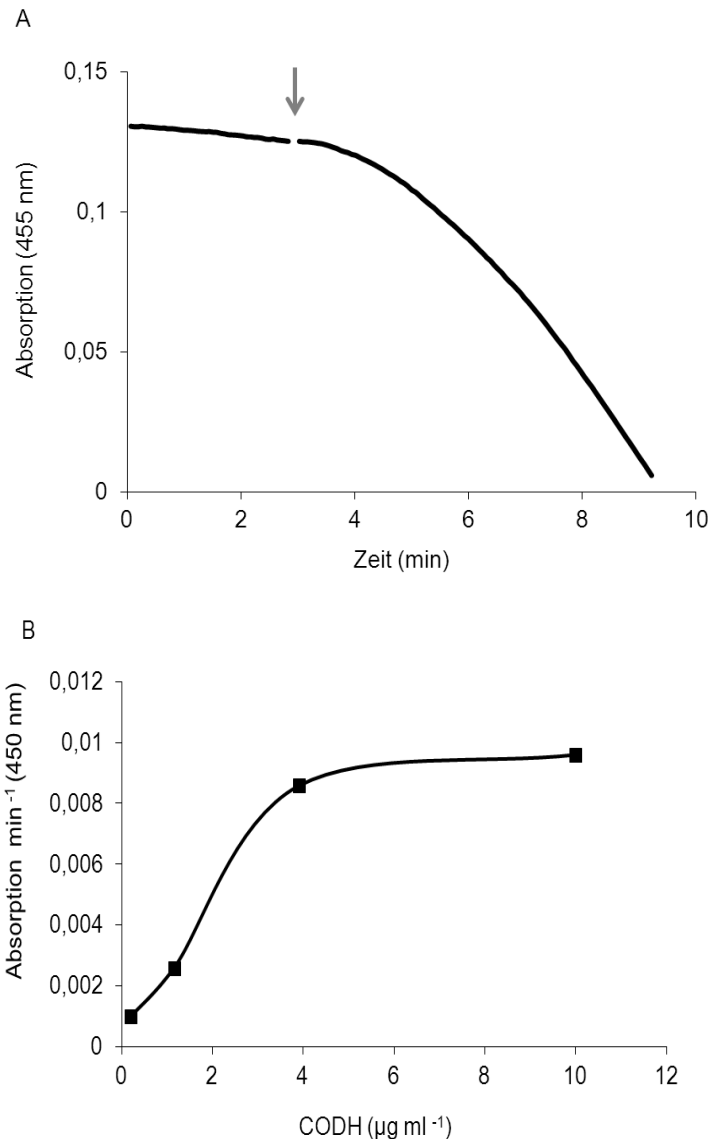 A
Absorption (455 nm)
0,15
0,1
0,05
0
0 2 4 6 8 10
Zeit (min)
B
Absorption min⁻¹ (450 nm)
0,012
0,01
0,008
0,006
0,004
0,002
0
0 2 4 6 8 10 12
CODH (µg ml⁻¹)